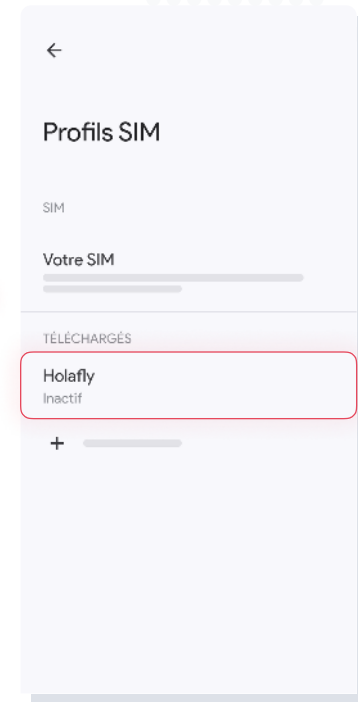 Profils SIM
SIM
Votre SIM
TÉLÉCHARGÉS
Holafly
Inactif